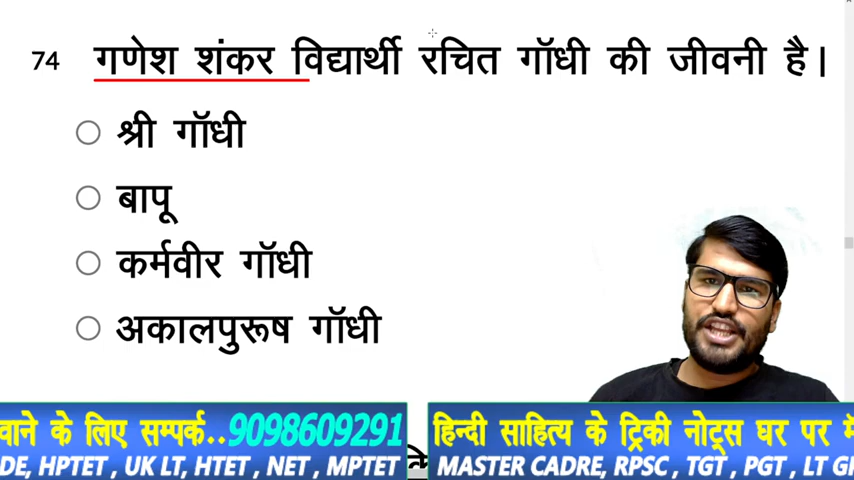 74 गणेश शंकर विद्यार्थी रचित गॉधी की जीवनी है।
श्री गॉधी
बापू
कर्मवीर गॉधी
अकालपुरूष गॉधी
वाने के लिए सम्पर्क..9098609291 हिन्दी साहित्य के ट्रिकी नोट्स घर पर
DE, HPTET , UK LT, HTET , NET , MPTET MASTER CADRE, RPSC , TGT , PGT , LT